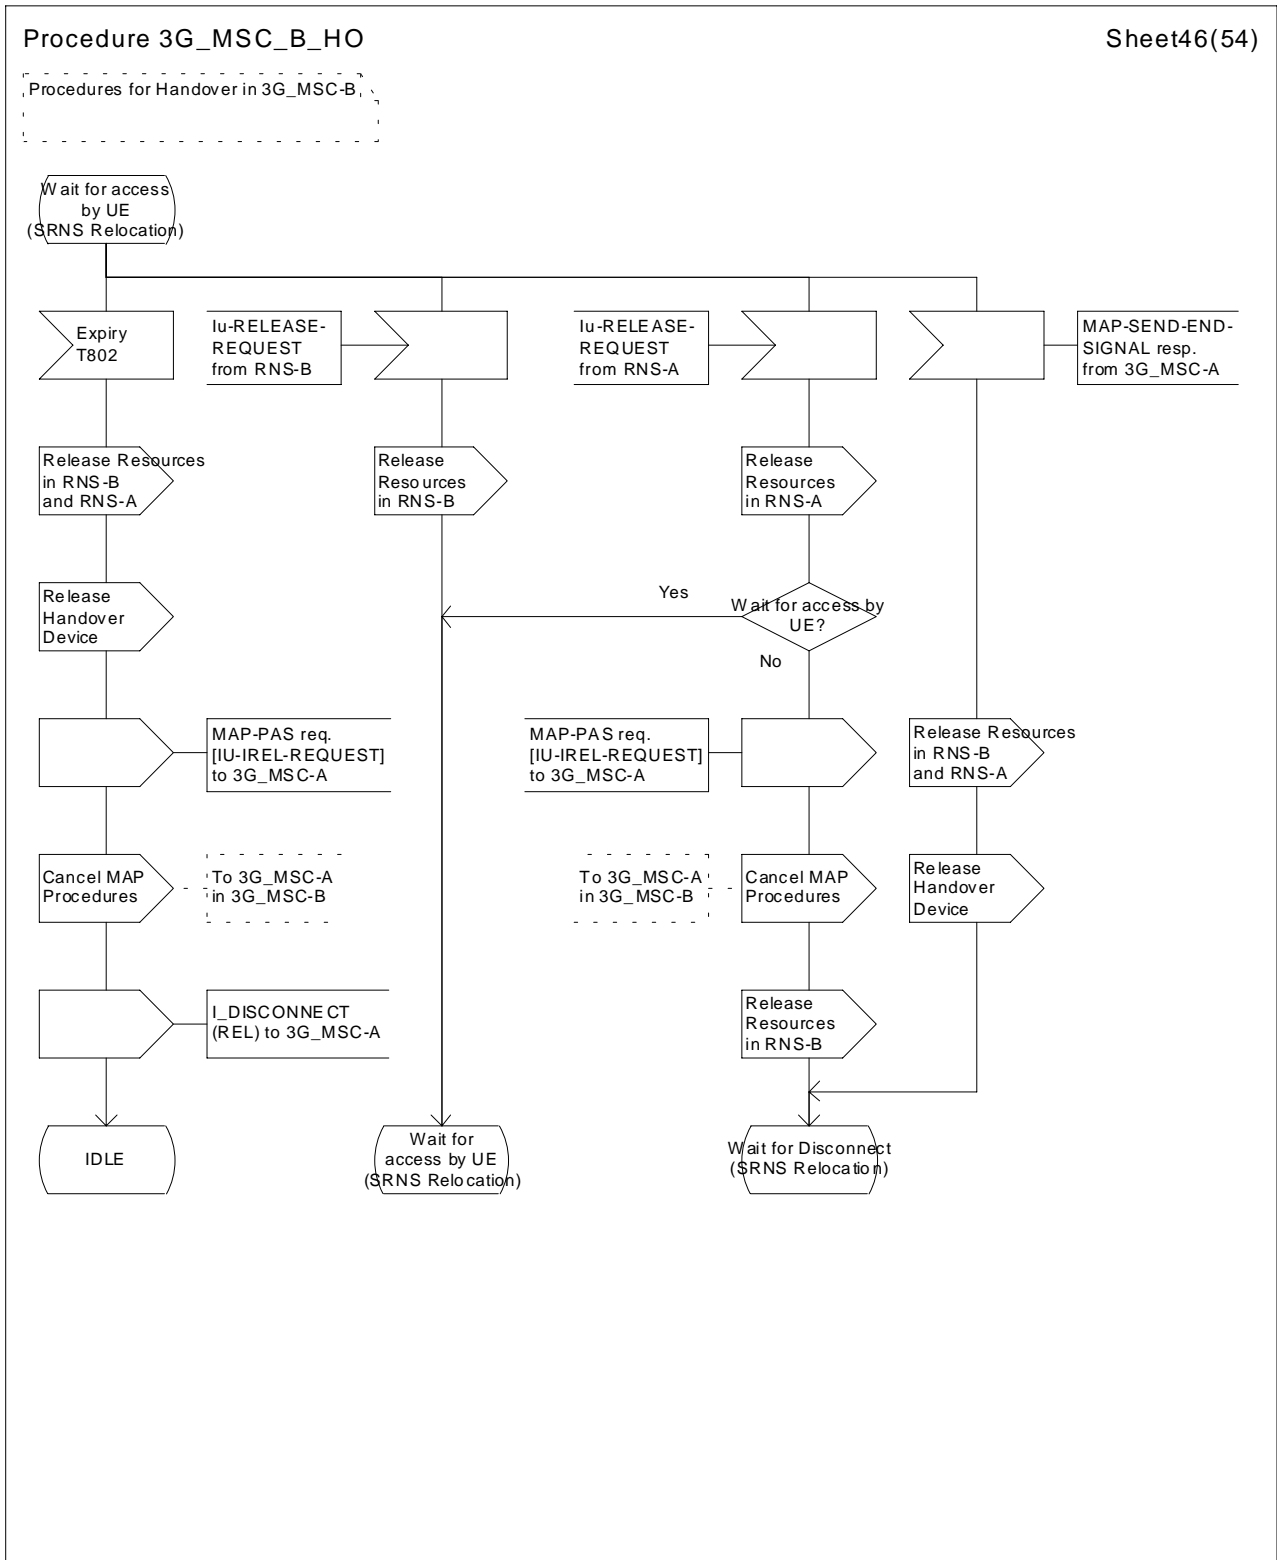 Procedure 3G_MSC_B_HO
Sheet46(54)
Procedures for Handover in 3G_MSC-B
Wait for access
by UE
(SRNS Relocation)
Expiry
T802
Iu-RELEASE-
REQUEST
from RNS-B
Iu-RELEASE-
REQUEST
from RNS-A
MAP-SEND-END-
SIGNAL resp.
from 3G_MSC-A
Release Resources
in RNS-B
and RNS-A
Release
Resources
in RNS-B
Release
Resources
in RNS-A
Release
Handover
Device
Yes
Wait for access by
UE?
No
MAP-PAS req.
[IU-IREL-REQUEST]
to 3G_MSC-A
MAP-PAS req.
[IU-IREL-REQUEST]
to 3G_MSC-A
Release Resources
in RNS-B
and RNS-A
Cancel MAP
Procedures
To 3G_MSC-A
in 3G_MSC-B
To 3G_MSC-A
in 3G_MSC-B
Cancel MAP
Procedures
Release
Handover
Device
I_DISCONNECT
(REL) to 3G_MSC-A
Release
Resources
in RNS-B
IDLE
Wait for
access by UE
(SRNS Relocation)
Wait for Disconnect
(SRNS Relocation)